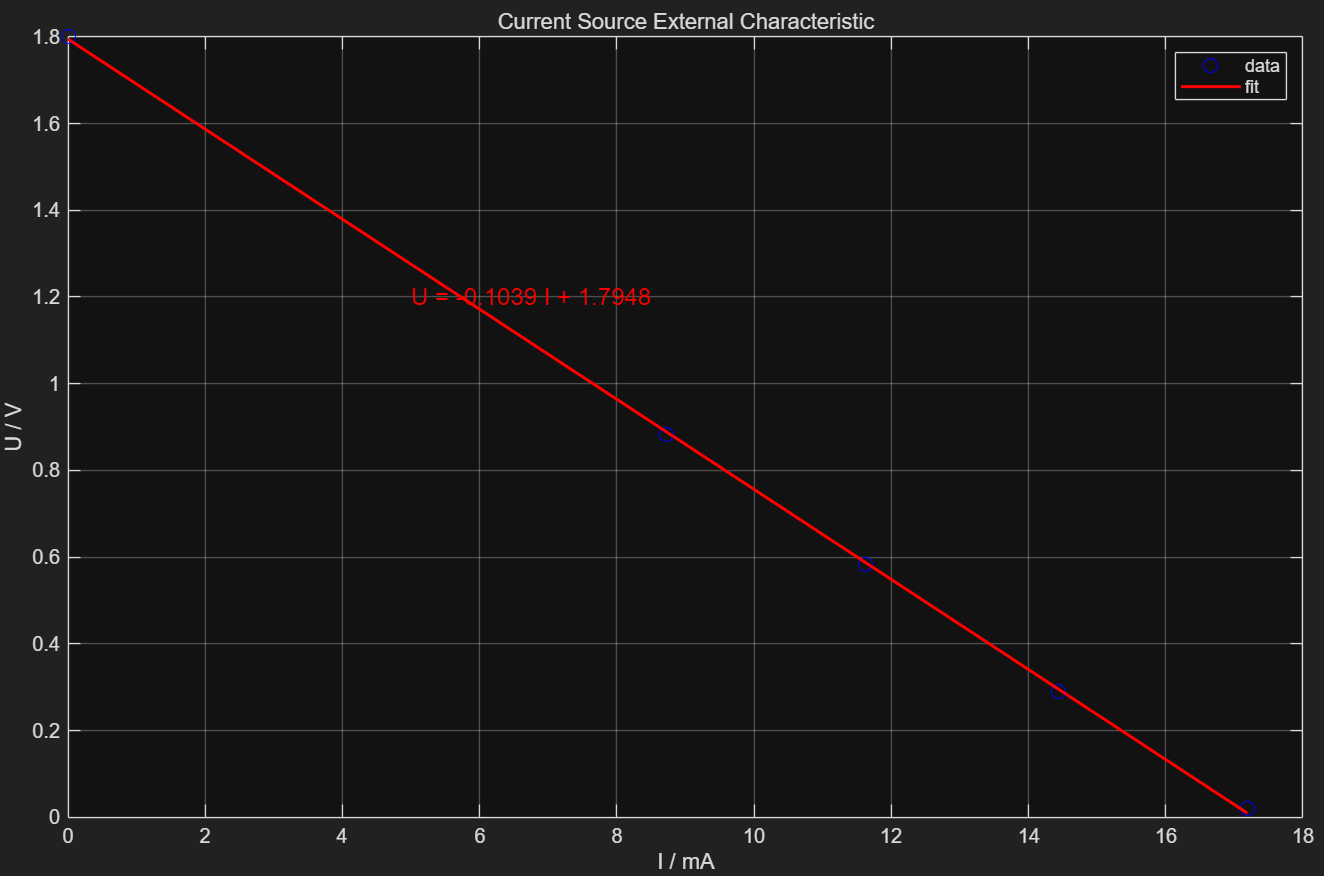 Current Source External Characteristic
1.8
1.6
1.4
1.2
1
0.8
0.6
0.4
0.2
0
U / V
data
fit
U = -0.1039 I + 1.7948
0 2 4 6 8 10 12 14 16 18
I / mA